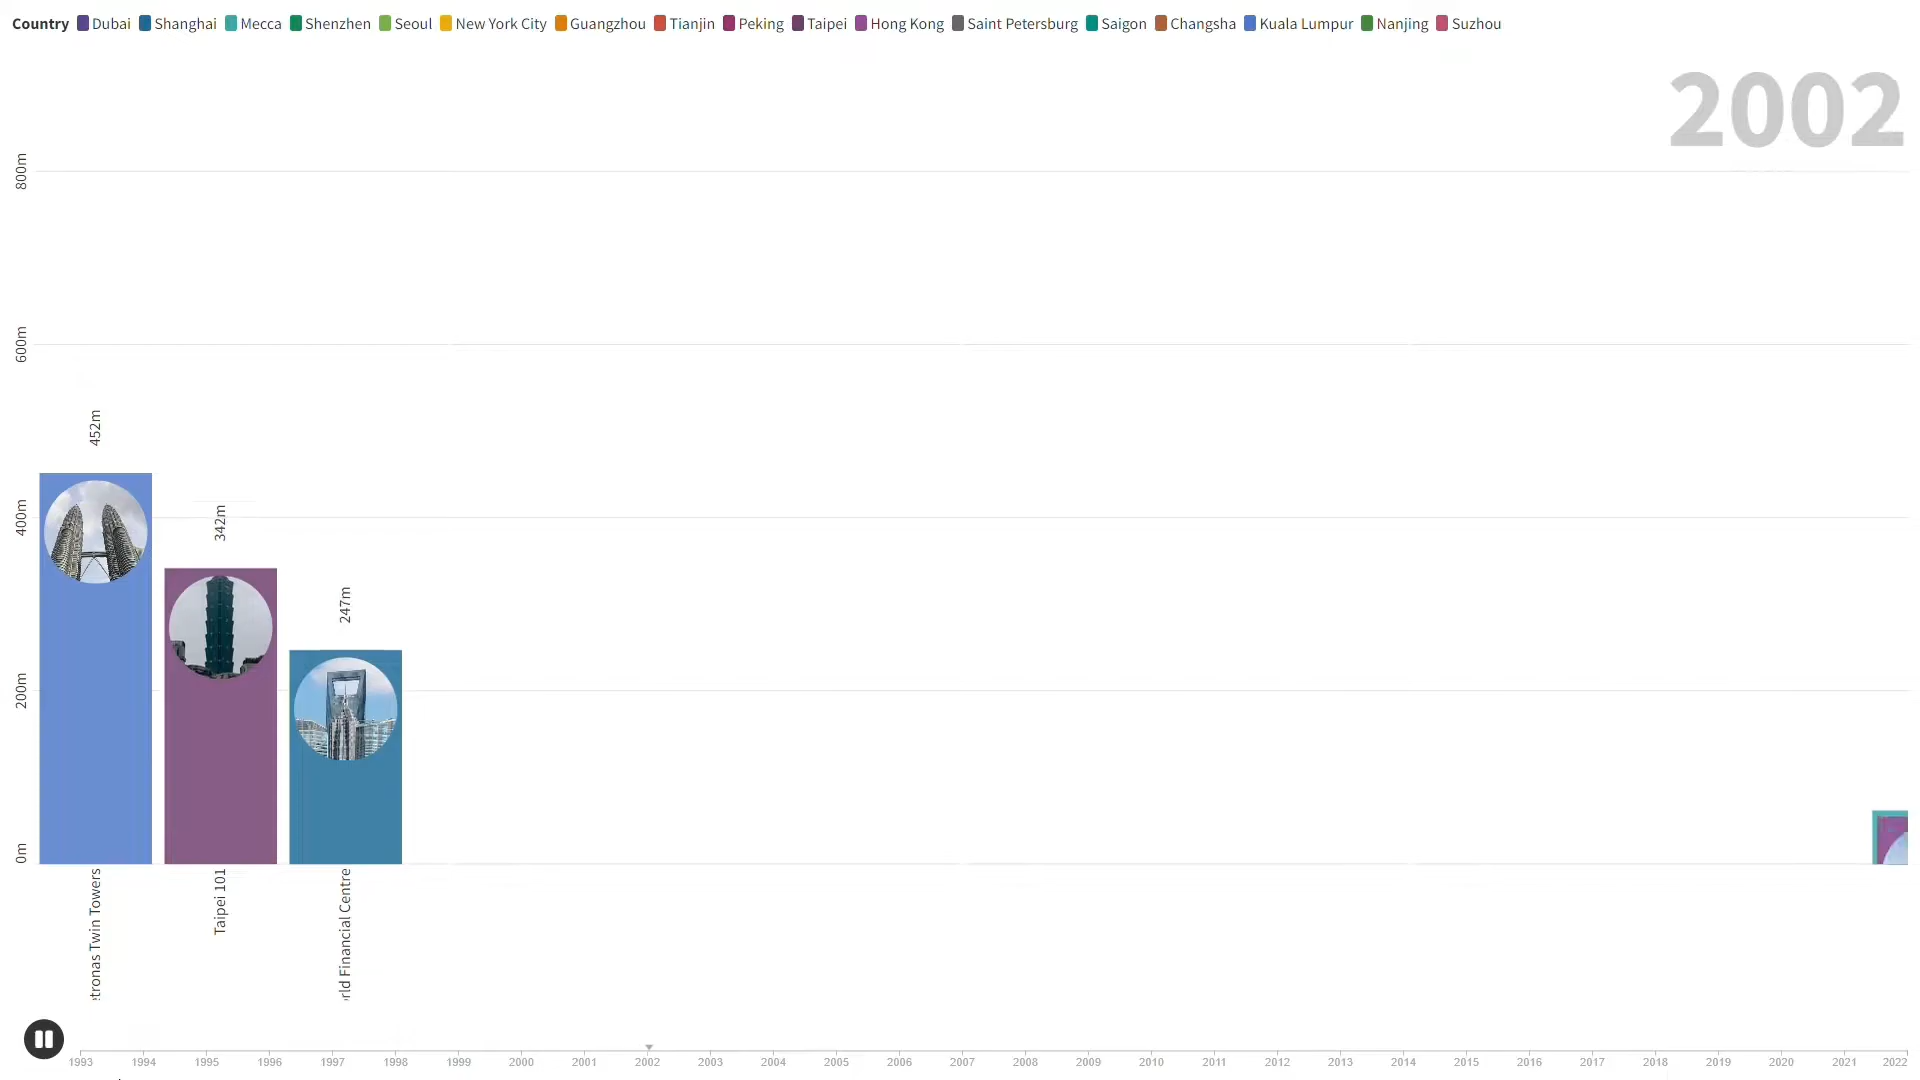 Country Dubai Shanghai Mecca Shenzhen Seoul New York City Guangzhou Tianjin Peking Taipei Hong Kong Saint Petersburg Saigon Changsha Kuala Lumpur Nanjing Suzhou
2002
800m
600m
400m
200m
0m
452m
342m
247m
Twin Towers
Taipei 101
Financial Centre
1993 1994 1995 1996 1997 1998 1999 2000 2001 2002 2003 2004 2005 2006 2007 2008 2009 2010 2011 2012 2013 2014 2015 2016 2017 2018 2019 2020 2021 2022